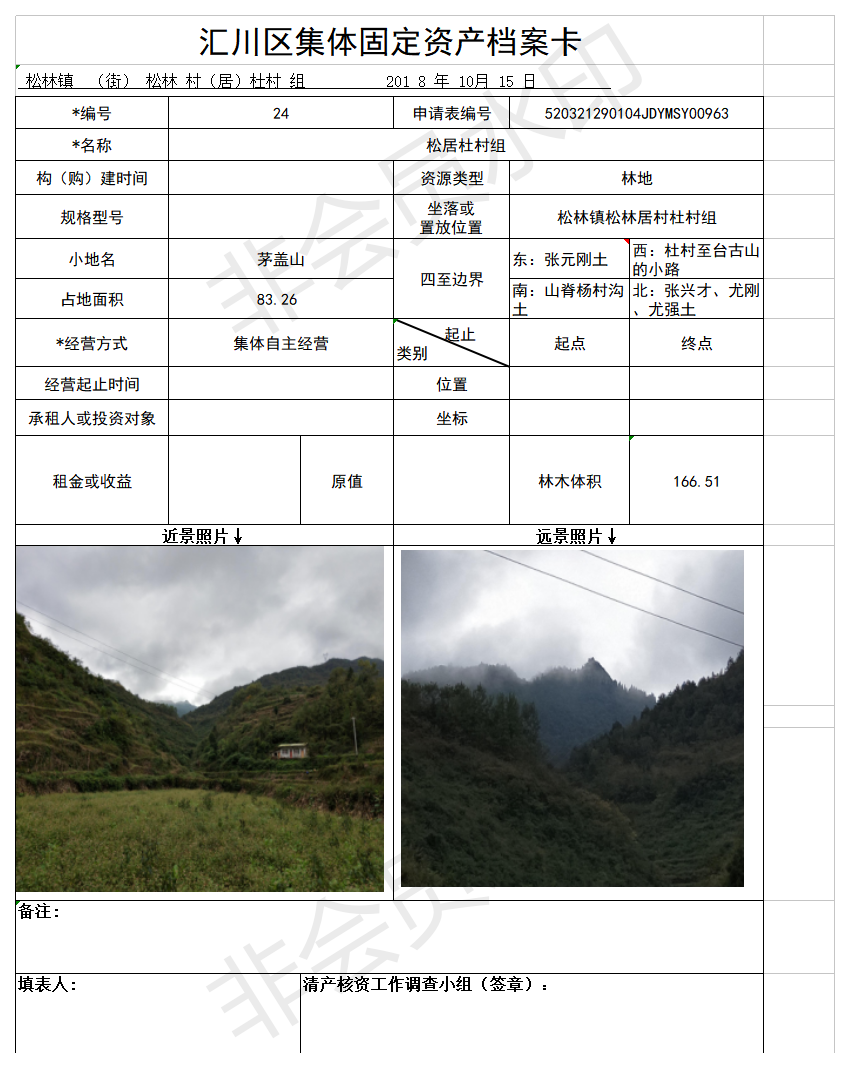 汇川区集体固定资产档案卡
松林镇 （街） 松林 村（居）杜村 组 2018 年 10月 15 日
*编号 24 申请表编号 520321290104JDYMSY00963
*名称 松居杜村组
构（购）建时间 资源类型 林地
规格型号 坐落或
置放位置 松林镇松林居村杜村组
小地名 茅盖山 四至边界 东：张元刚土 西：杜村至台古山
的小路
占地面积 83.26 南：山脊杨村沟
土 北：张兴才、尤刚
、尤强土
*经营方式 集体自主经营 起止
类别 起点 终点
经营起止时间 位置
承租人或投资对象 坐标
租金或收益 原值 林木体积 166.51
近景照片↓ 远景照片↓
备注:
填表人: 清产核资工作调查小组（签章）:
非会员水印
非会员